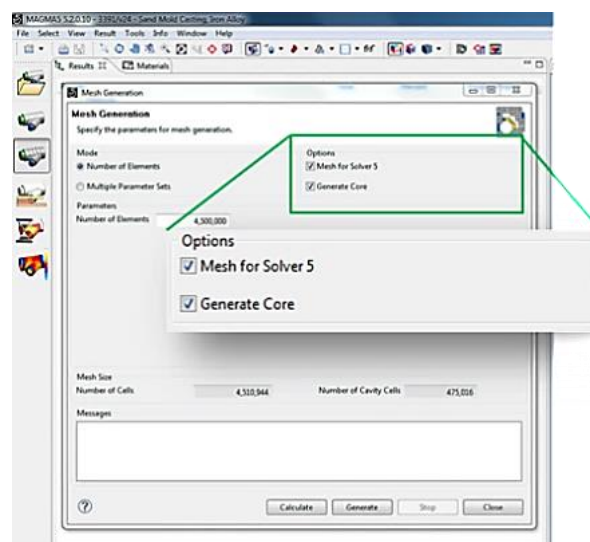 MAGMA5 5.2.0.10 - 3391/v24 - Sand Mold Casting, Iron Alloy
File Select View Result Tools Info Window Help
Results Materials
Mesh Generation
Mesh Generation
Specify the parameters for mesh generation.
Mode Options
Number of Elements Mesh for Solver 5
Multiple Parameter Sets Generate Core
Parameters
Number of Elements 4,500,000
Options
Mesh for Solver 5
Generate Core
Mesh Size
Number of Cells 4,510,944 Number of Cavity Cells 475,016
Messages
Calculate Generate Stop Close